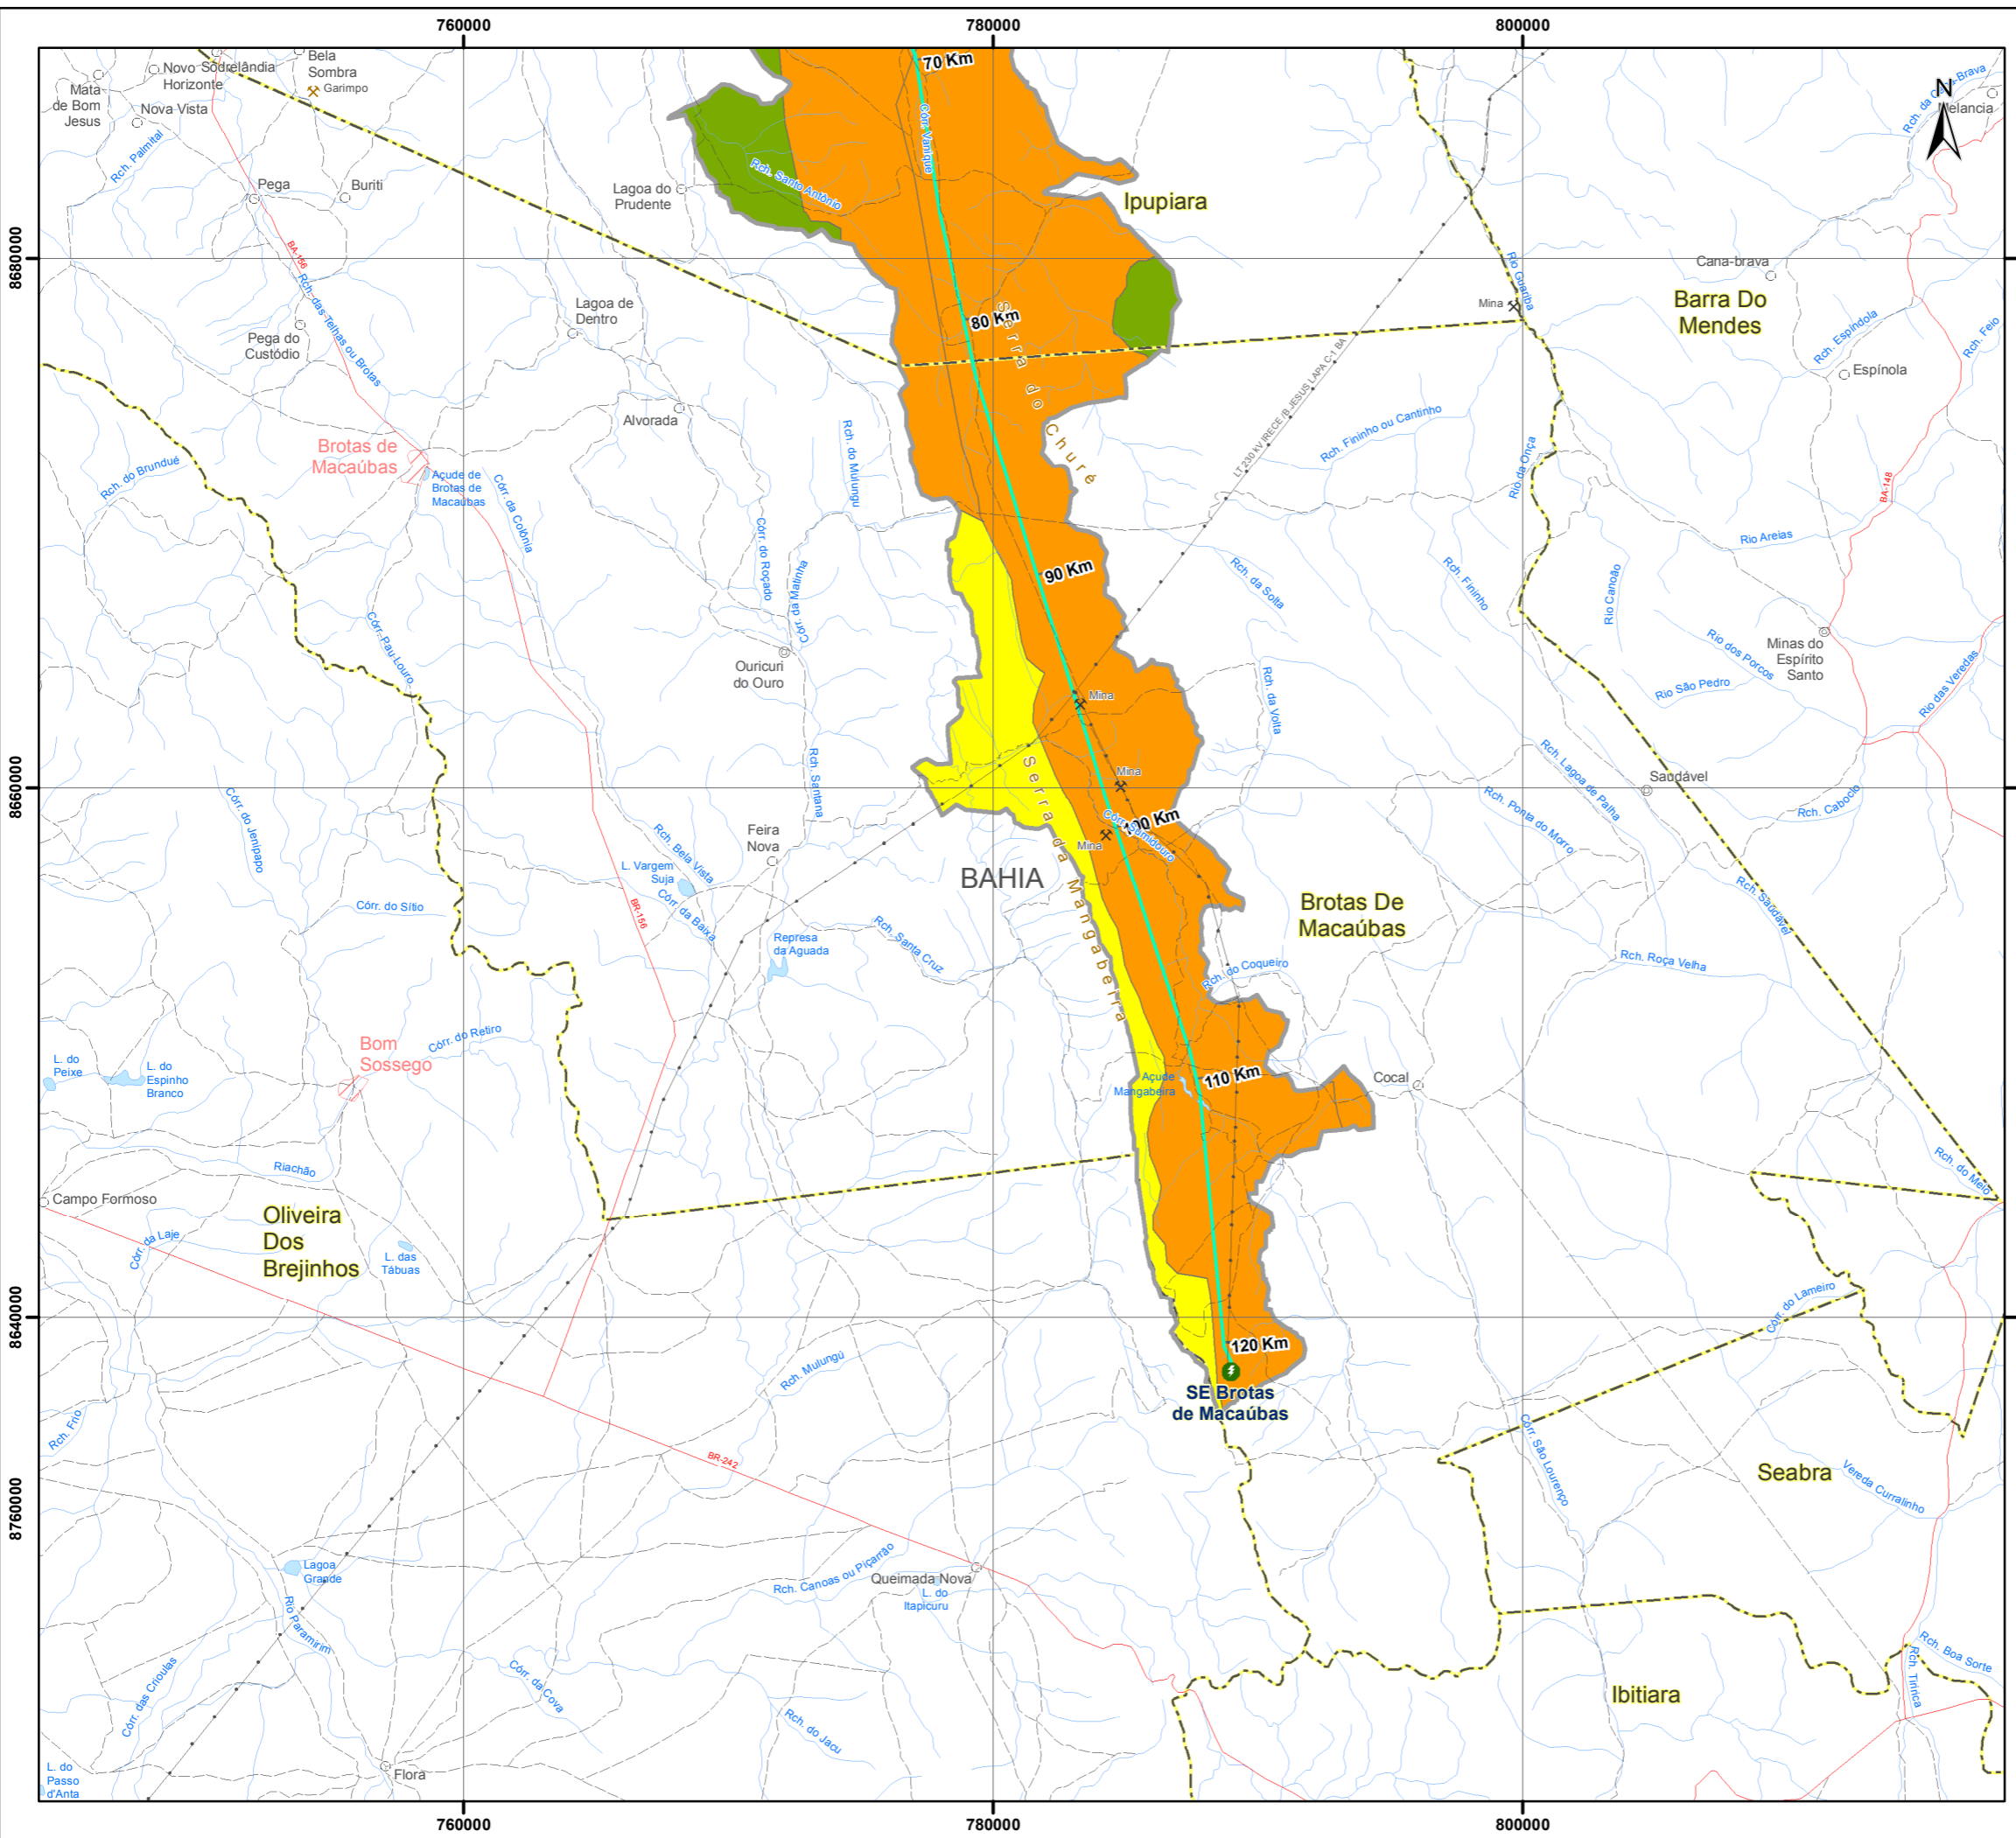 760000
780000
800000
Novo
Horizonte
Sodrelândia
Bela
Sombra
Garimpo
Mata
de Bom
Jesus
Nova Vista
Rch. Palmital
Pega
Buriti
Lagoa do
Prudente
Rch. Santo Antônio
Córr. Vanique
70 Km
Ipupiara
N
Melancia
8680000
BA-156
Rch. das Telhas ou Brotas
Pega do
Custódio
Lagoa de
Dentro
80 Km
Serra do Churé
Mina
Rio Guariba
Cana-brava
Barra Do
Mendes
Rch. Espíndola
Rch. Feio
Espínola
Alvorada
LT 230 kV IRECE /B.JESUS LAPA C-1 BA
Rch. Fininho ou Cantinho
Brotas de
Macaúbas
Açude de
Brotas de
Macaúbas
Rch. do Brundué
Córr. da Colônia
Rch. do Mulungu
Rio da Onça
BA-148
Córr. do Roçado
Córr. da Matinha
90 Km
Rch. da Solta
Rch. Fininho
Rio Areias
Rio Canoão
Córr. Pau Louro
Ouricuri
do Ouro
Minas do
Espírito
Santo
Rio dos Porcos
Rio São Pedro
Rio das Veredas
Mina
Rch. da Volta
8660000
Rch. Santana
Mina
Serra da Mangabeira
Córr. Sumidouro
100 Km
Mina
Rch. Lagoa de Palha
Saudável
Rch. Ponta do Morro
Rch. Caboclo
Córr. do Jenipapo
Feira
Nova
Rch. Bela Vista
L. Vargem
Suja
Córr. da Baixa
BAHIA
Rch. Saudável
Córr. do Sítio
BR-156
Represa
da Aguada
Rch. Santa Cruz
Brotas De
Macaúbas
Rch. do Coqueiro
Rch. Roça Velha
Córr. do Retiro
Bom
Sossego
L. do
Peixe
L. do
Espinho
Branco
Açude
Mangabeira
110 Km
Cocal
Riachão
Rch. do Meio
Campo Formoso
Oliveira
Dos
Brejinhos
Córr. da Laje
L. das
Tábuas
8640000
Córr. do Lameiro
120 Km
SE Brotas
de Macaúbas
Rch. Mulungú
Rch. Frio
BR-242
Córr. São Lourenço
Seabra
Vereda Curralinho
8760000
Lagoa
Grande
Rio Paramirim
Rch. Canoas ou Piçarrão
Queimada Nova
L. do
Itapicuru
Córr. das Crioulas
Córr. da Cova
Rch. do Jacu
Ibitiara
Rch. Boa Sorte
Rch. Tiririca
L. do
Passo
d'Anta
Flora
760000
780000
800000